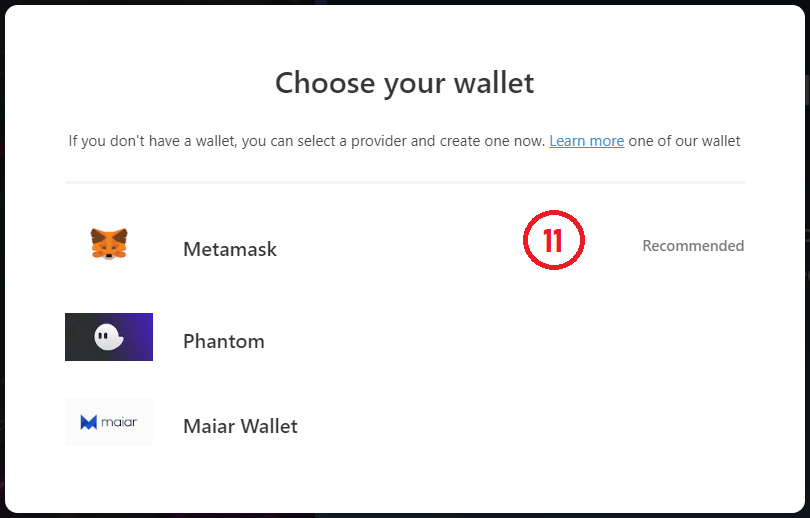 Choose your wallet
If you don't have a wallet, you can select a provider and create one now. Learn more one of our wallet
Metamask
11
Recommended
Phantom
maiar
Maiar Wallet